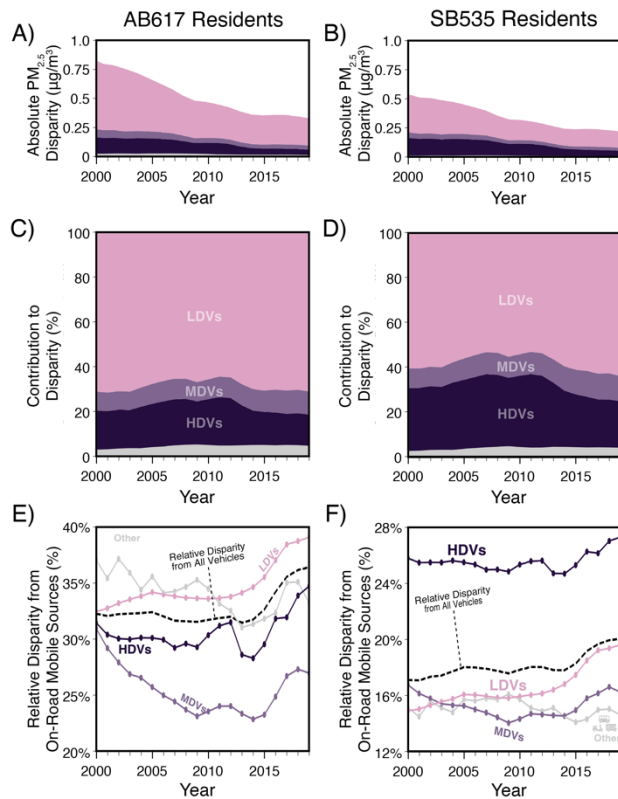 AB617 Residents
SB535 Residents
A)
Absolute PM2.5
Disparity (µg/m³)
1.0
0.75
0.5
0.25
0
2000
2005
2010
2015
Year
B)
Absolute PM2.5
Disparity (µg/m³)
1.0
0.75
0.5
0.25
0
2000
2005
2010
2015
Year
C)
Contribution to
Disparity (%)
100
80
60
40
20
0
LDVs
MDVs
HDVs
2000
2005
2010
2015
Year
D)
Contribution to
Disparity (%)
100
80
60
40
20
0
LDVs
MDVs
HDVs
2000
2005
2010
2015
Year
E)
Relative Disparity from
On-Road Mobile Sources (%)
40%
35%
30%
25%
20%
Other
Relative Disparity
from All Vehicles
LDVs
HDVs
MDVs
2000
2005
2010
2015
Year
F)
Relative Disparity from
On-Road Mobile Sources (%)
28%
24%
20%
16%
12%
HDVs
Relative Disparity
from All Vehicles
LDVs
MDVs
Other
2000
2005
2010
2015
Year